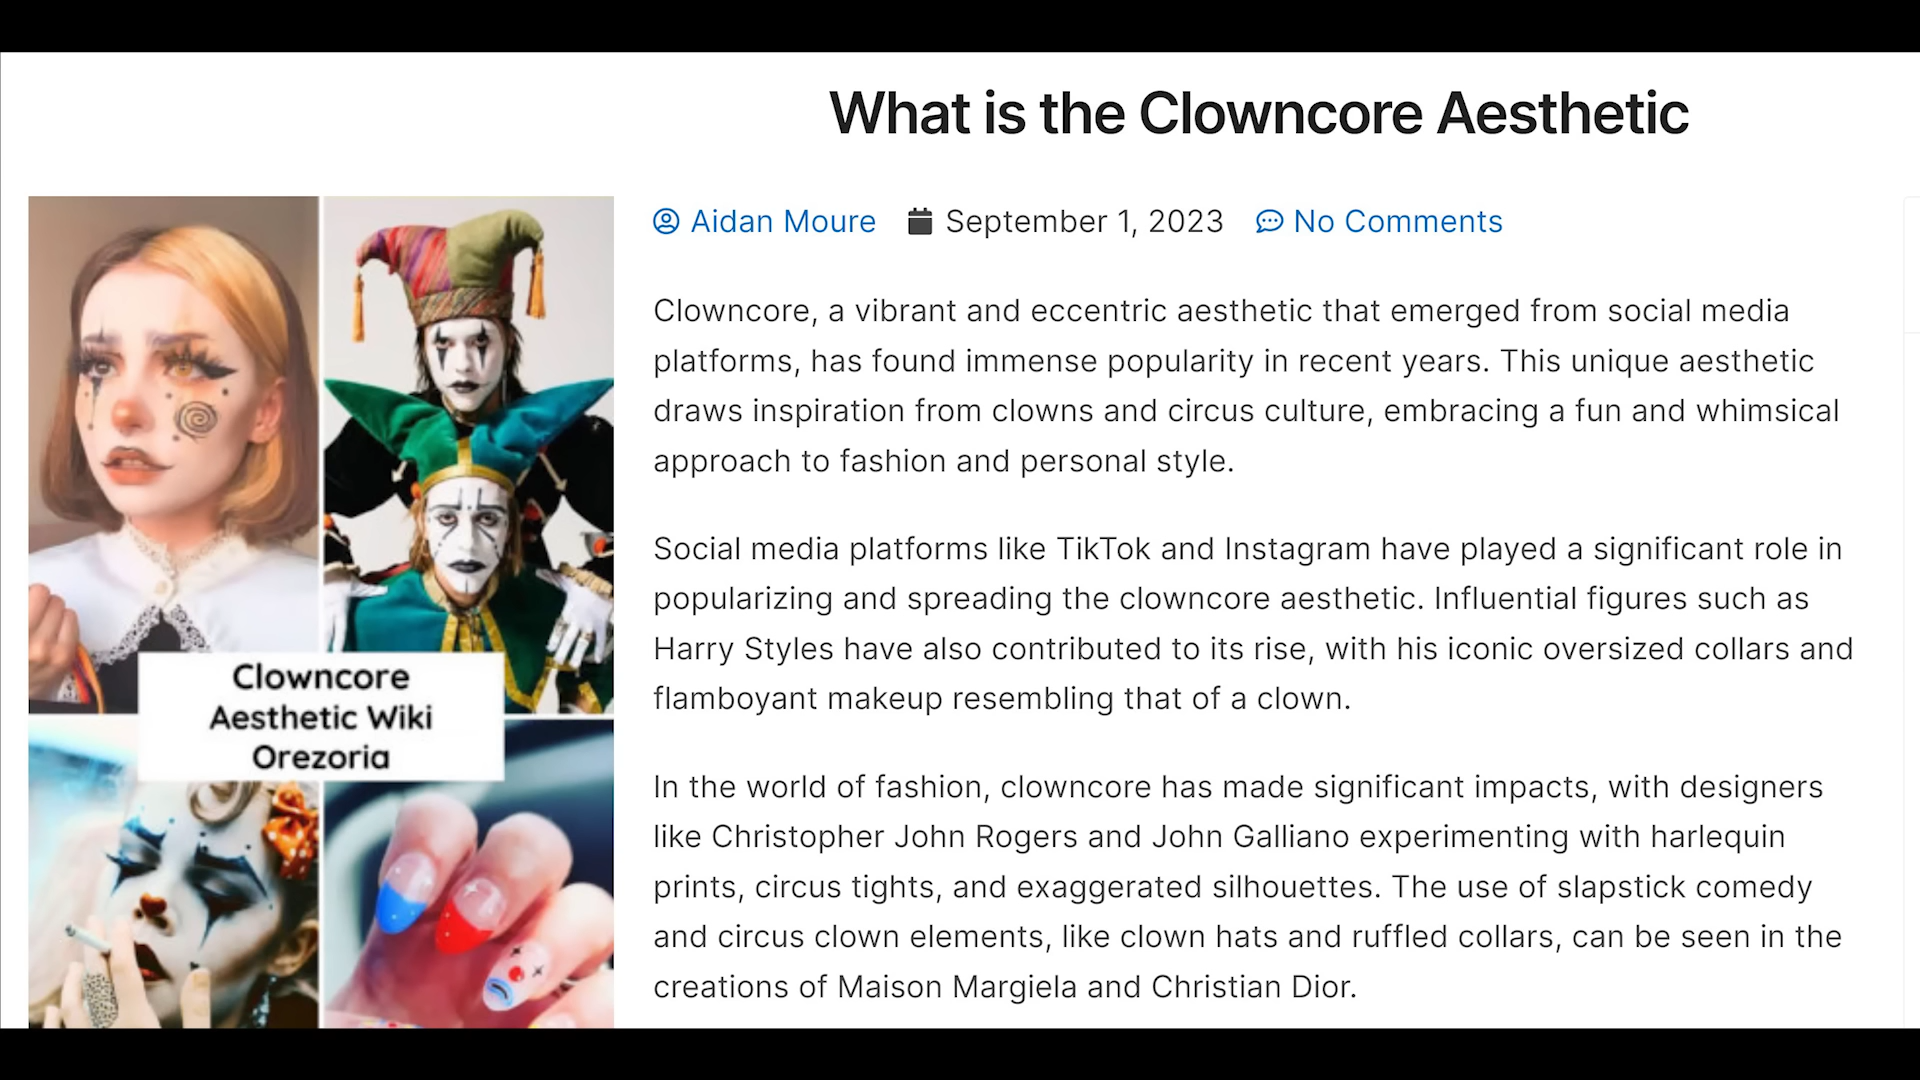 What is the Clowncore Aesthetic
Aidan Moure September 1, 2023 No Comments
Clowncore, a vibrant and eccentric aesthetic that emerged from social media
platforms, has found immense popularity in recent years. This unique aesthetic
draws inspiration from clowns and circus culture, embracing a fun and whimsical
approach to fashion and personal style.
Social media platforms like TikTok and Instagram have played a significant role in
popularizing and spreading the clowncore aesthetic. Influential figures such as
Harry Styles have also contributed to its rise, with his iconic oversized collars and
flamboyant makeup resembling that of a clown.
In the world of fashion, clowncore has made significant impacts, with designers
like Christopher John Rogers and John Galliano experimenting with harlequin
prints, circus tights, and exaggerated silhouettes. The use of slapstick comedy
and circus clown elements, like clown hats and ruffled collars, can be seen in the
creations of Maison Margiela and Christian Dior.
Clowncore
Aesthetic Wiki
Orezoria